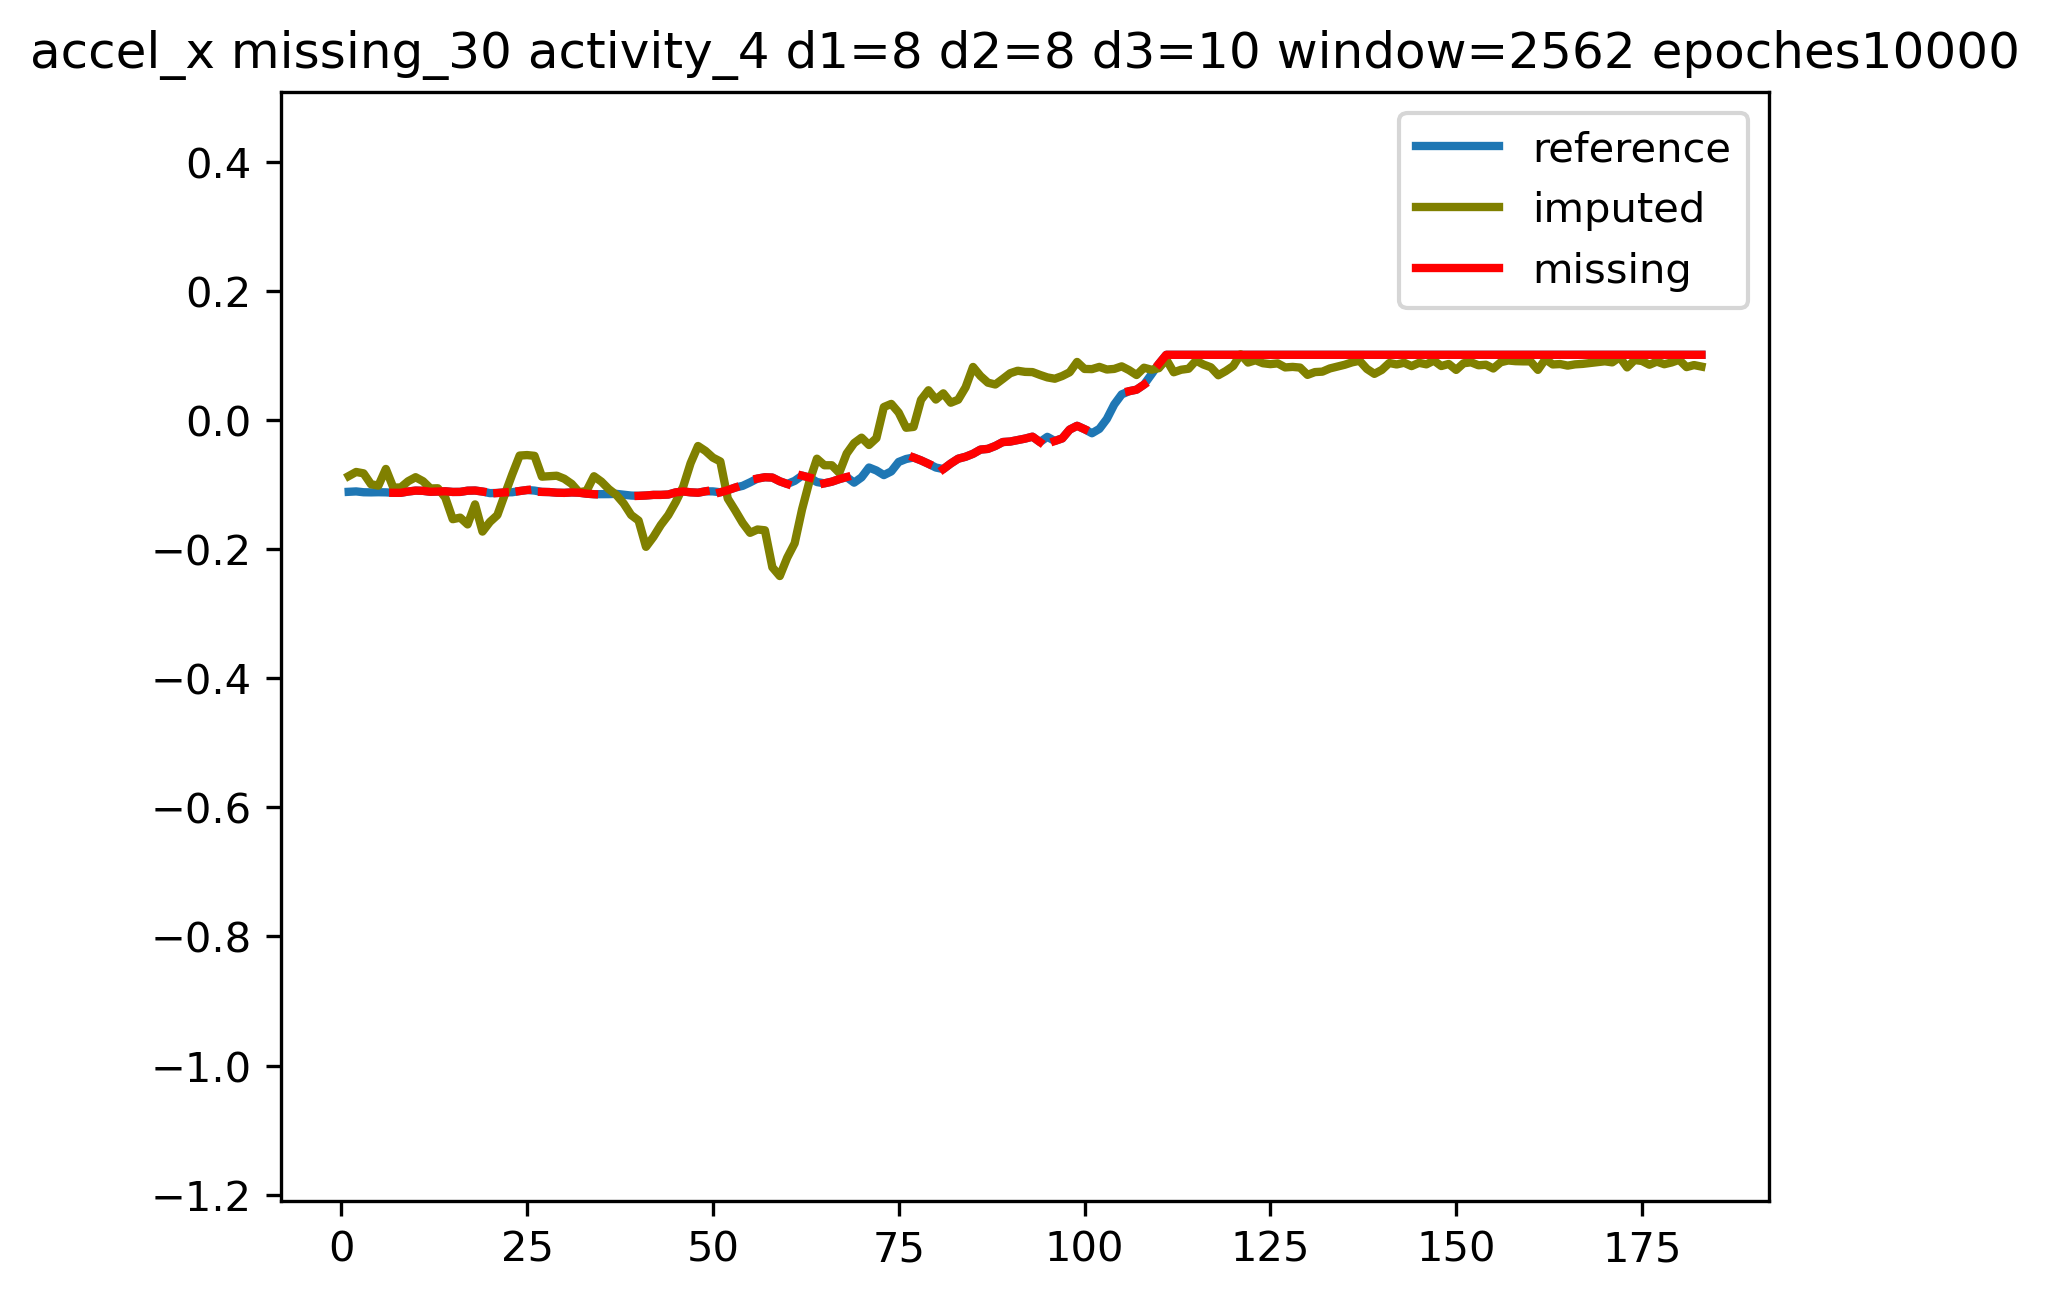 accel_x missing_30 activity_4 d1=8 d2=8 d3=10 window=2562 epoches10000
reference
imputed
missing
0.4
0.2
0.0
−0.2
−0.4
−0.6
−0.8
−1.0
−1.2
0 25 50 75 100 125 150 175